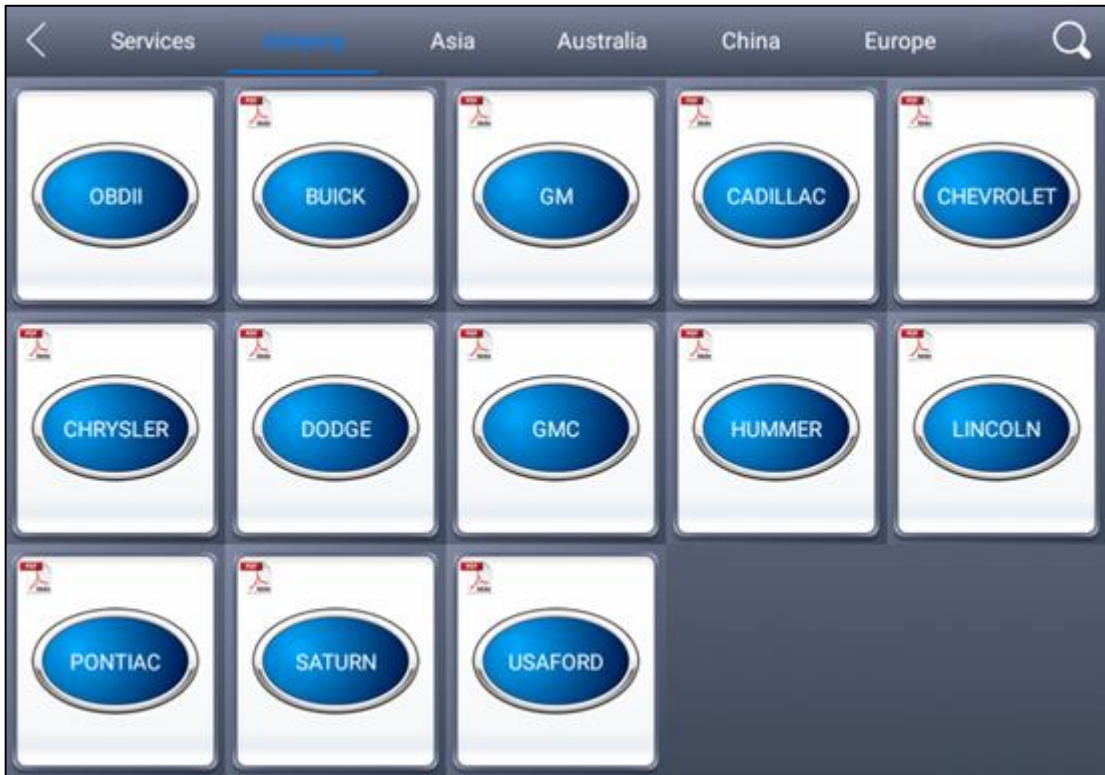 Services Asia Australia China Europe
OBDII BUICK GM CADILLAC CHEVROLET
CHRYSLER DODGE GMC HUMMER LINCOLN
PONTIAC SATURN USAFORD